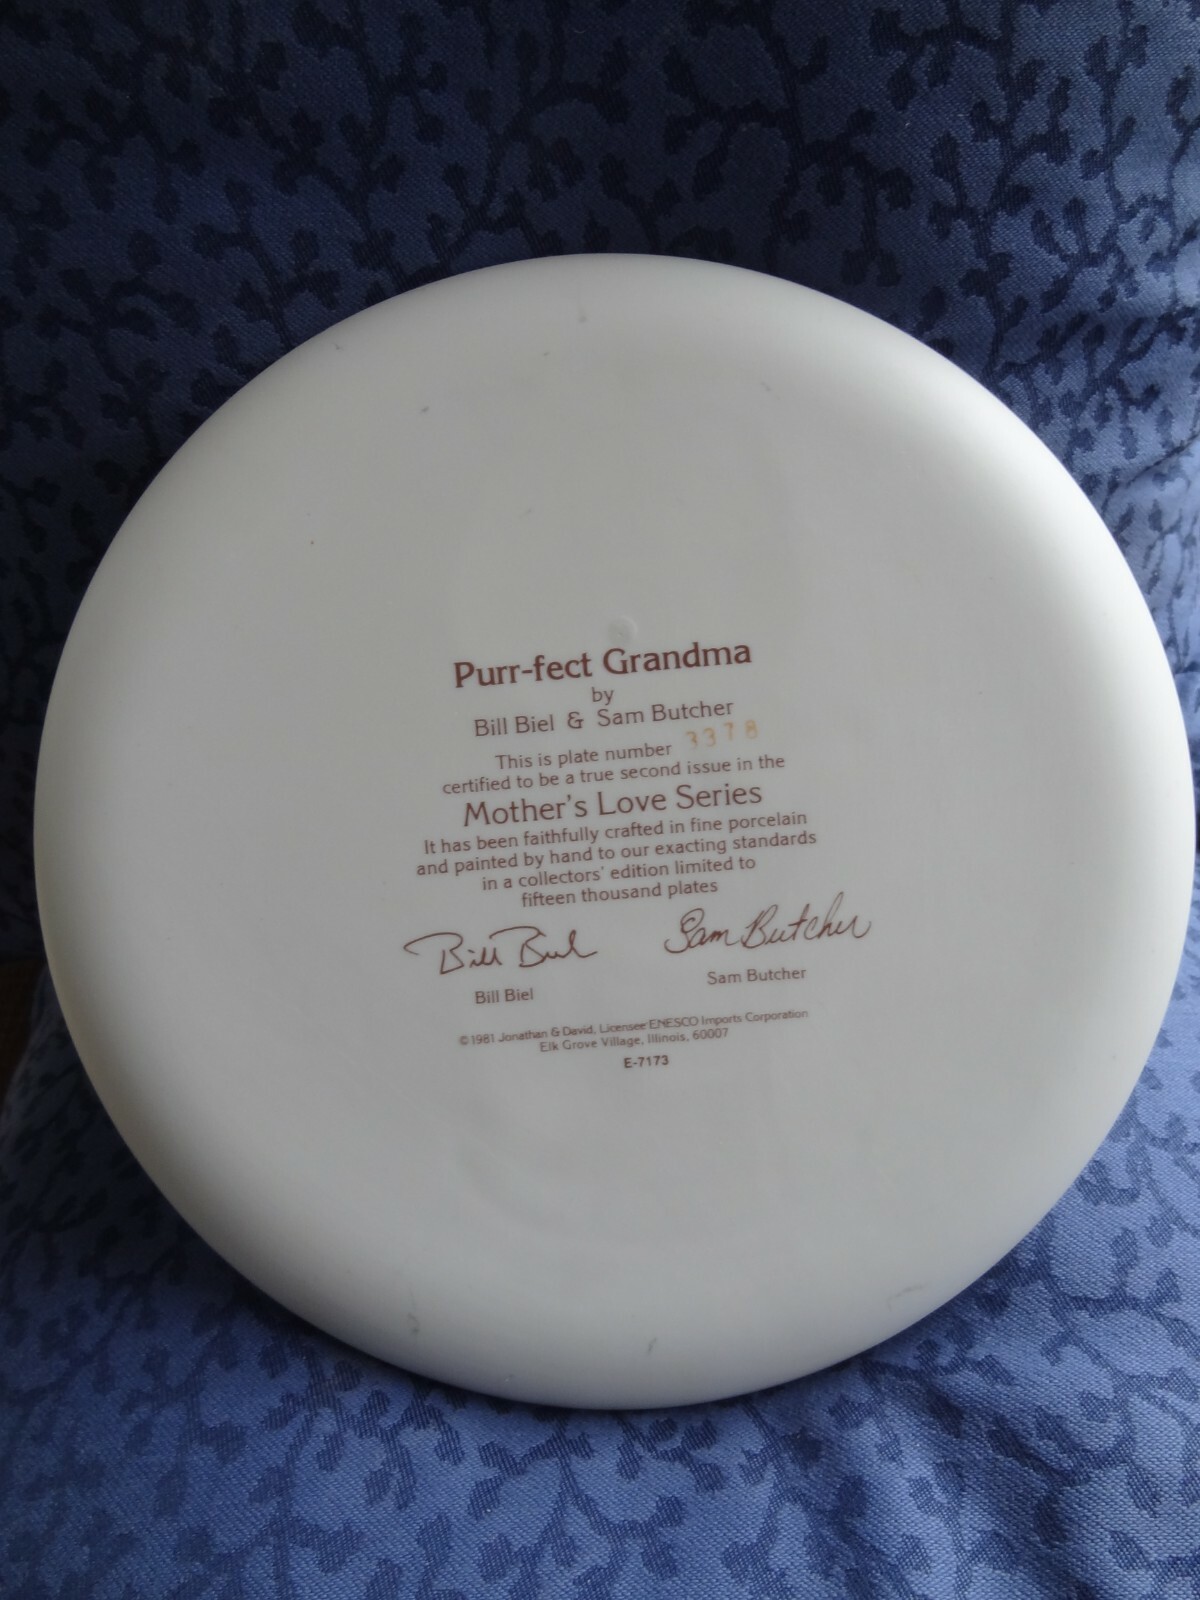 Purr-fect Grandma
by
Bill Biel & Sam Butcher
This is plate number 3378
certified to be a true second issue in the
Mother's Love Series
It has been faithfully crafted in fine porcelain
and painted by hand to our exacting standards
in a collectors' edition limited to
fifteen thousand plates
Bill Biel Sam Butcher
Bill Biel Sam Butcher
© 1981 Jonathan & David, Licensee ENESCO Imports Corporation
Elk Grove Village, Illinois, 60007
E-7173